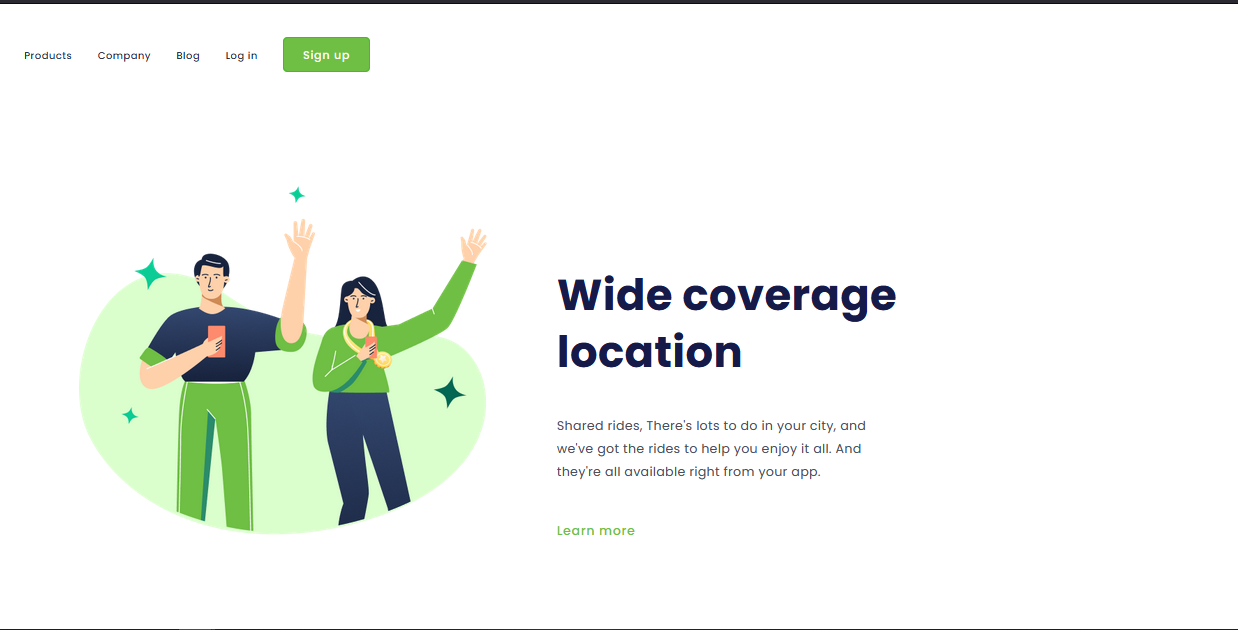 Products Company Blog Log in Sign up
Wide coverage
location
Shared rides, There's lots to do in your city, and
we've got the rides to help you enjoy it all. And
they're all available right from your app.
Learn more